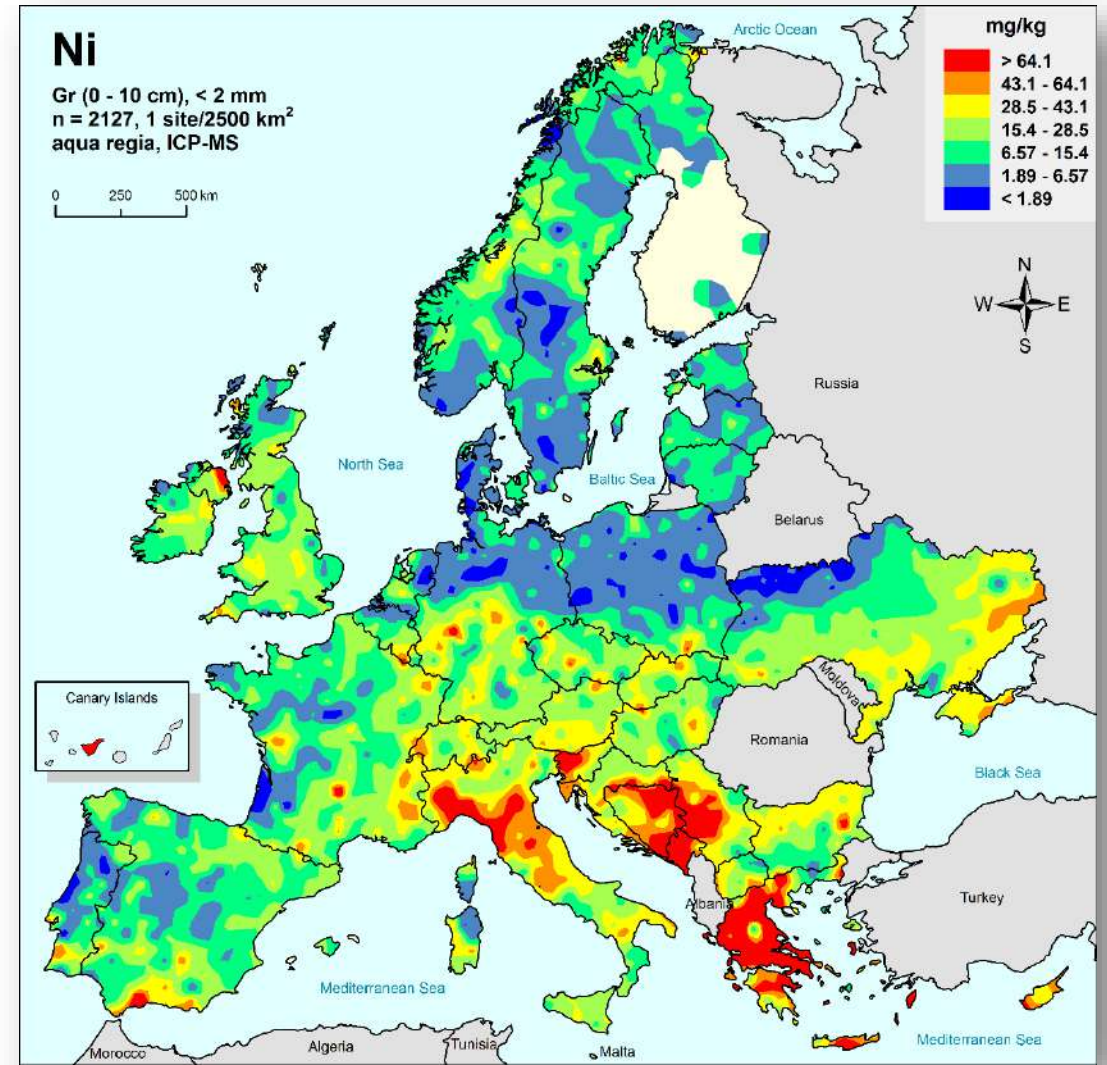 Ni
Gr (0 - 10 cm), < 2 mm
n = 2127, 1 site/2500 km²
aqua regia, ICP-MS
0 250 500 km
Arctic Ocean
mg/kg
> 64.1
43.1 - 64.1
28.5 - 43.1
15.4 - 28.5
6.57 - 15.4
1.89 - 6.57
< 1.89
N
W E
S
Russia
North Sea
Baltic Sea
Belarus
Canary Islands
Moldova
Romania
Black Sea
Albania
Turkey
Mediterranean Sea
Mediterranean Sea
Morocco
Algeria
Tunisia
Malta